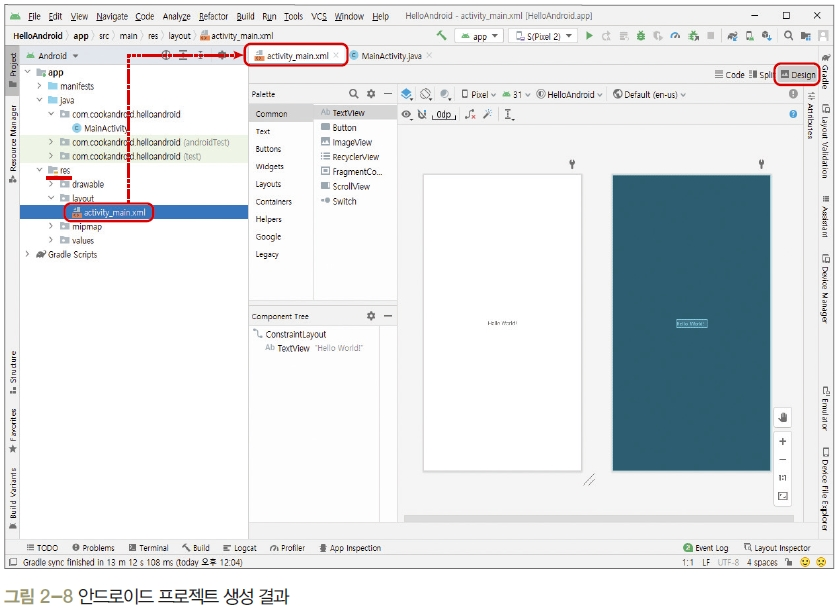 File Edit View Navigate Code Analyze Refactor Build Run Tools VCS Window Help HelloAndroid - activity_main.xml [HelloAndroid.app]
HelloAndroid app src main res layout activity_main.xml
app S(Pixel 2)
Android
activity_main.xml
MainActivity.java
Code Split Design
Project
Resource Manager
Structure
Favorites
Build Variants
app
manifests
java
com.cookandroid.helloandroid
MainActivity
com.cookandroid.helloandroid (androidTest)
com.cookandroid.helloandroid (test)
res
drawable
layout
activity_main.xml
mipmap
values
Gradle Scripts
Palette
Common
Text
Buttons
Widgets
Layouts
Containers
Helpers
Google
Legacy
Ab TextView
Button
ImageView
RecyclerView
FragmentCo...
ScrollView
Switch
Component Tree
ConstraintLayout
Ab TextView "Hello World!"
Pixel 31 HelloAndroid Default (en-us)
0dp
Hello World!
Hello World!
1:1
Gradle
Layout Validation
Attributes
Assistant
Device Manager
Emulator
Device File Explorer
TODO Problems Terminal Build Logcat Profiler App Inspection
2 Event Log Layout Inspector
Gradle sync finished in 13 m 12 s 108 ms (today 오후 12:04)
1:1 LF UTF-8 4 spaces
그림 2-8 안드로이드 프로젝트 생성 결과